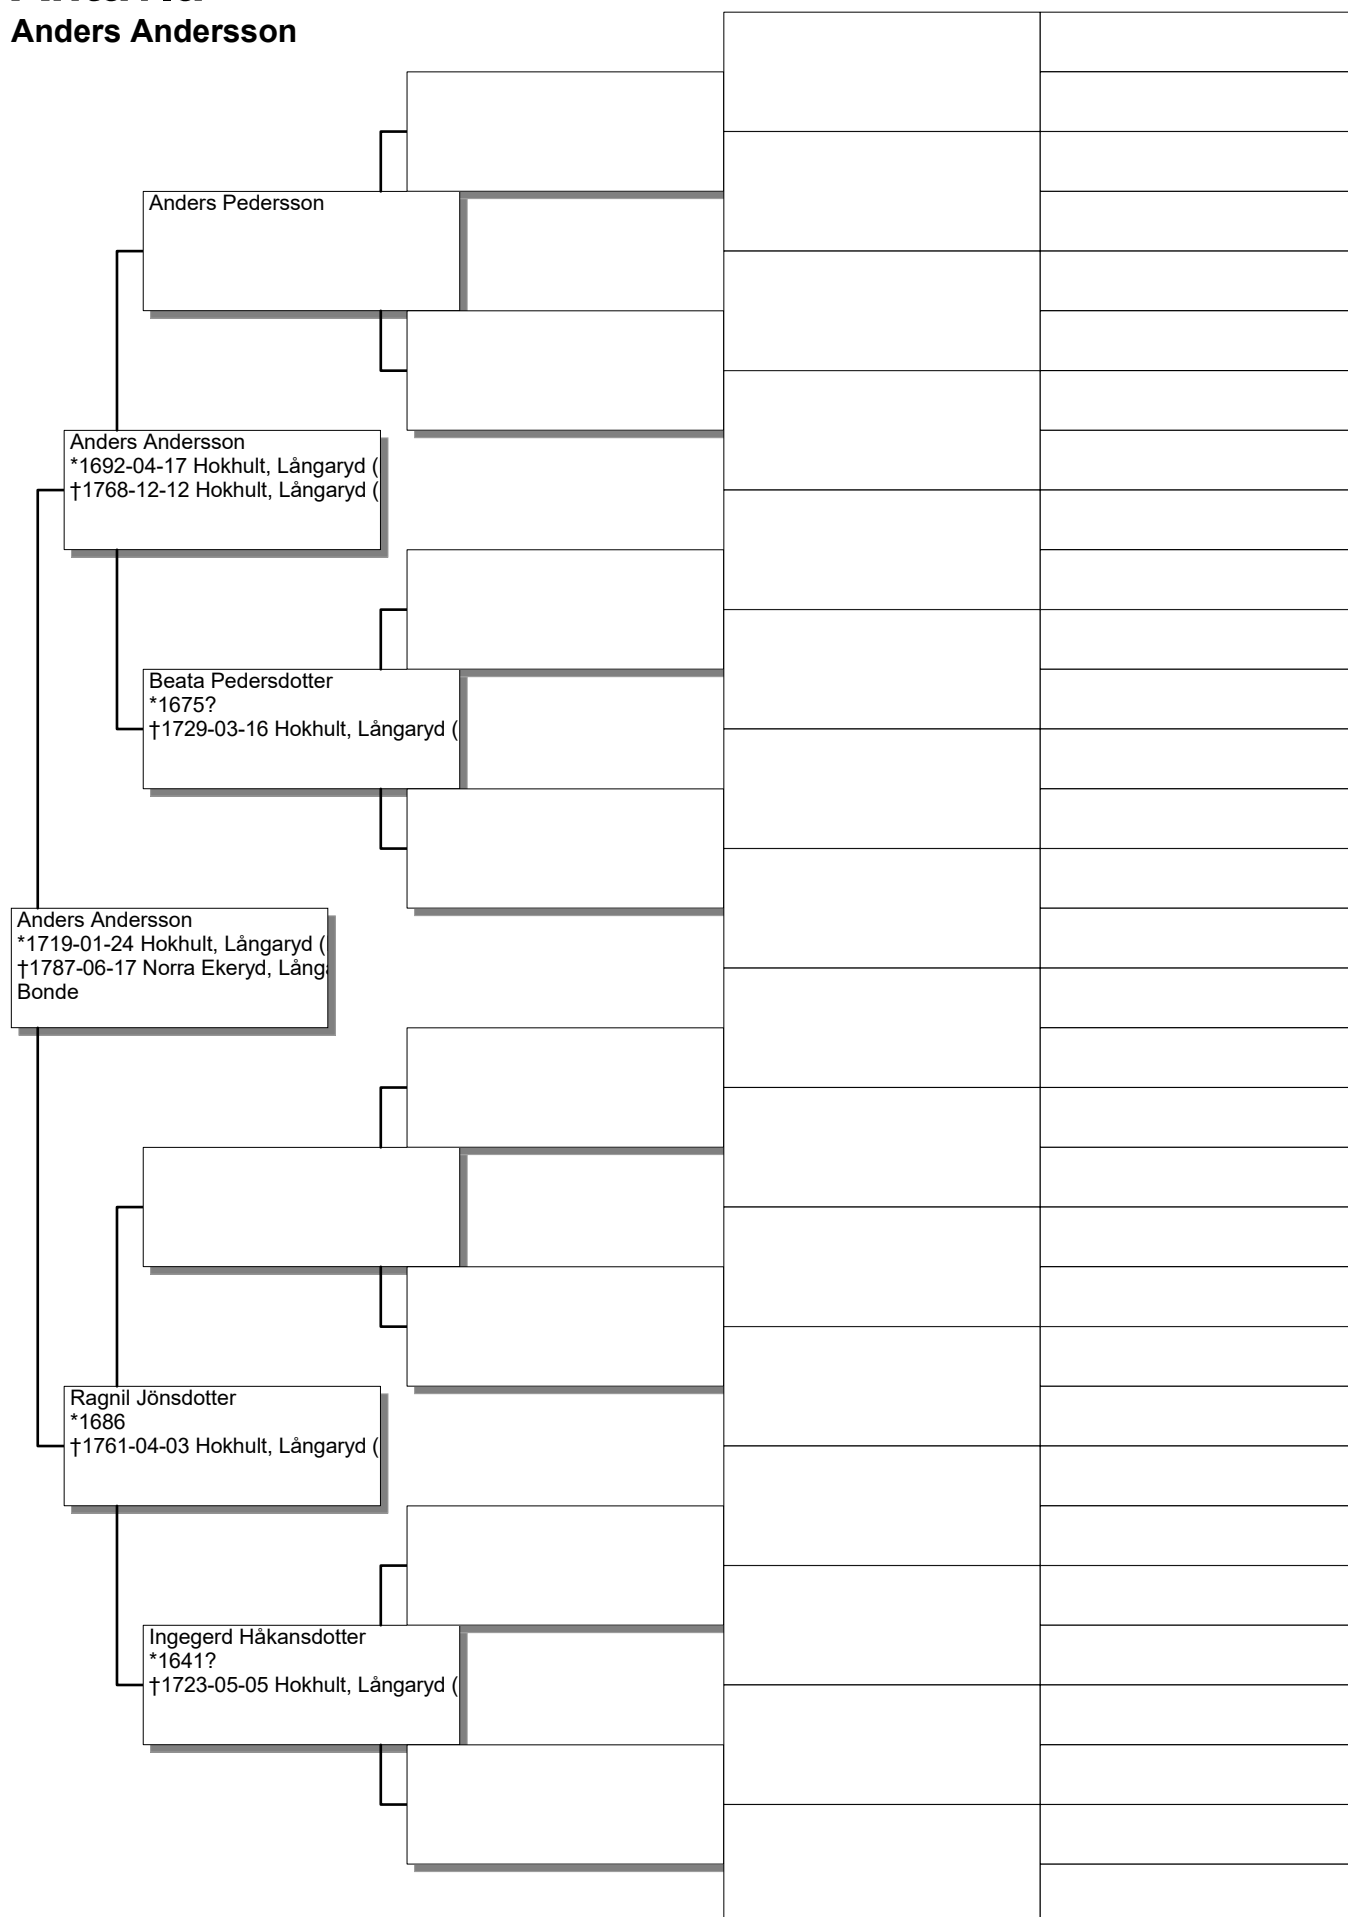 Anders Andersson
Anders Pedersson
Anders Andersson
*1692-04-17 Hokhult, Långaryd (
†1768-12-12 Hokhult, Långaryd (
Beata Pedersdotter
*1675?
†1729-03-16 Hokhult, Långaryd (
Anders Andersson
*1719-01-24 Hokhult, Långaryd (
†1787-06-17 Norra Ekeryd, Långa
Bonde
Ragnil Jönsdotter
*1686
†1761-04-03 Hokhult, Långaryd (
Ingegerd Håkansdotter
*1641?
†1723-05-05 Hokhult, Långaryd (